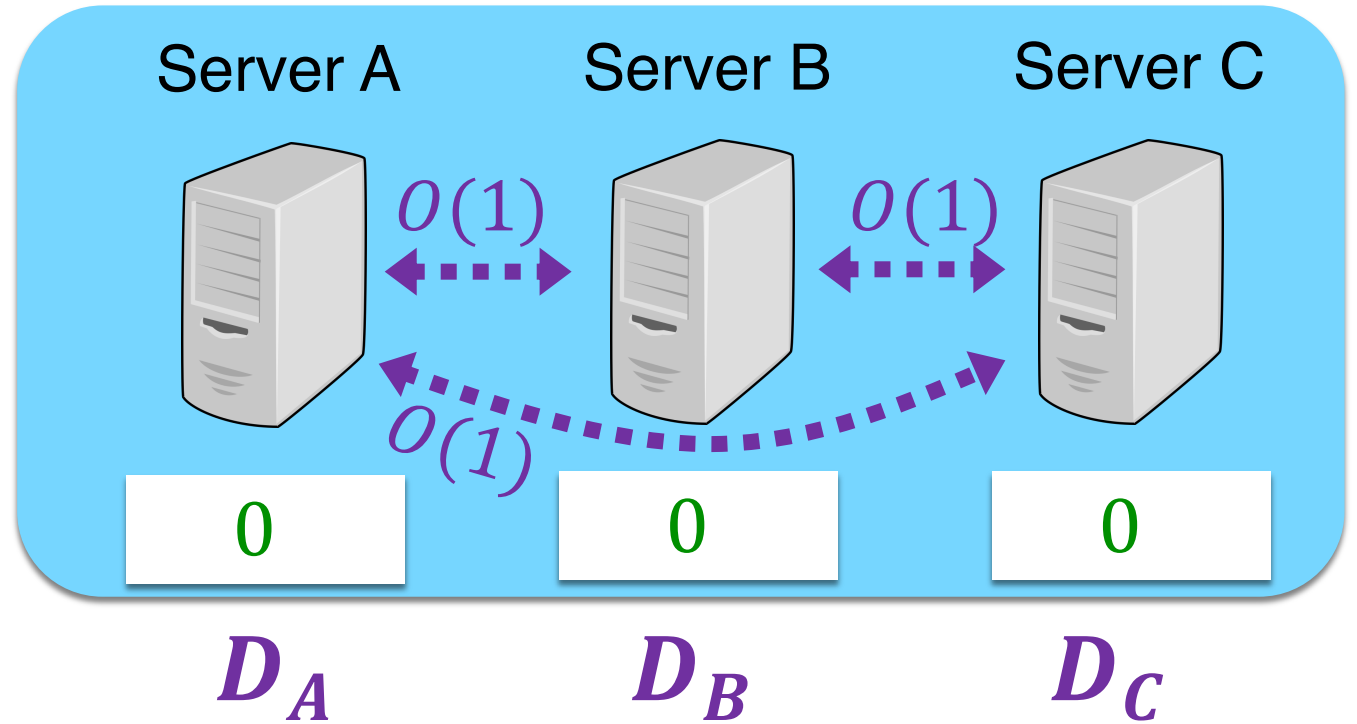 Server A Server B Server C
O(1) O(1)
O(1)
0 0 0
D_A D_B D_C